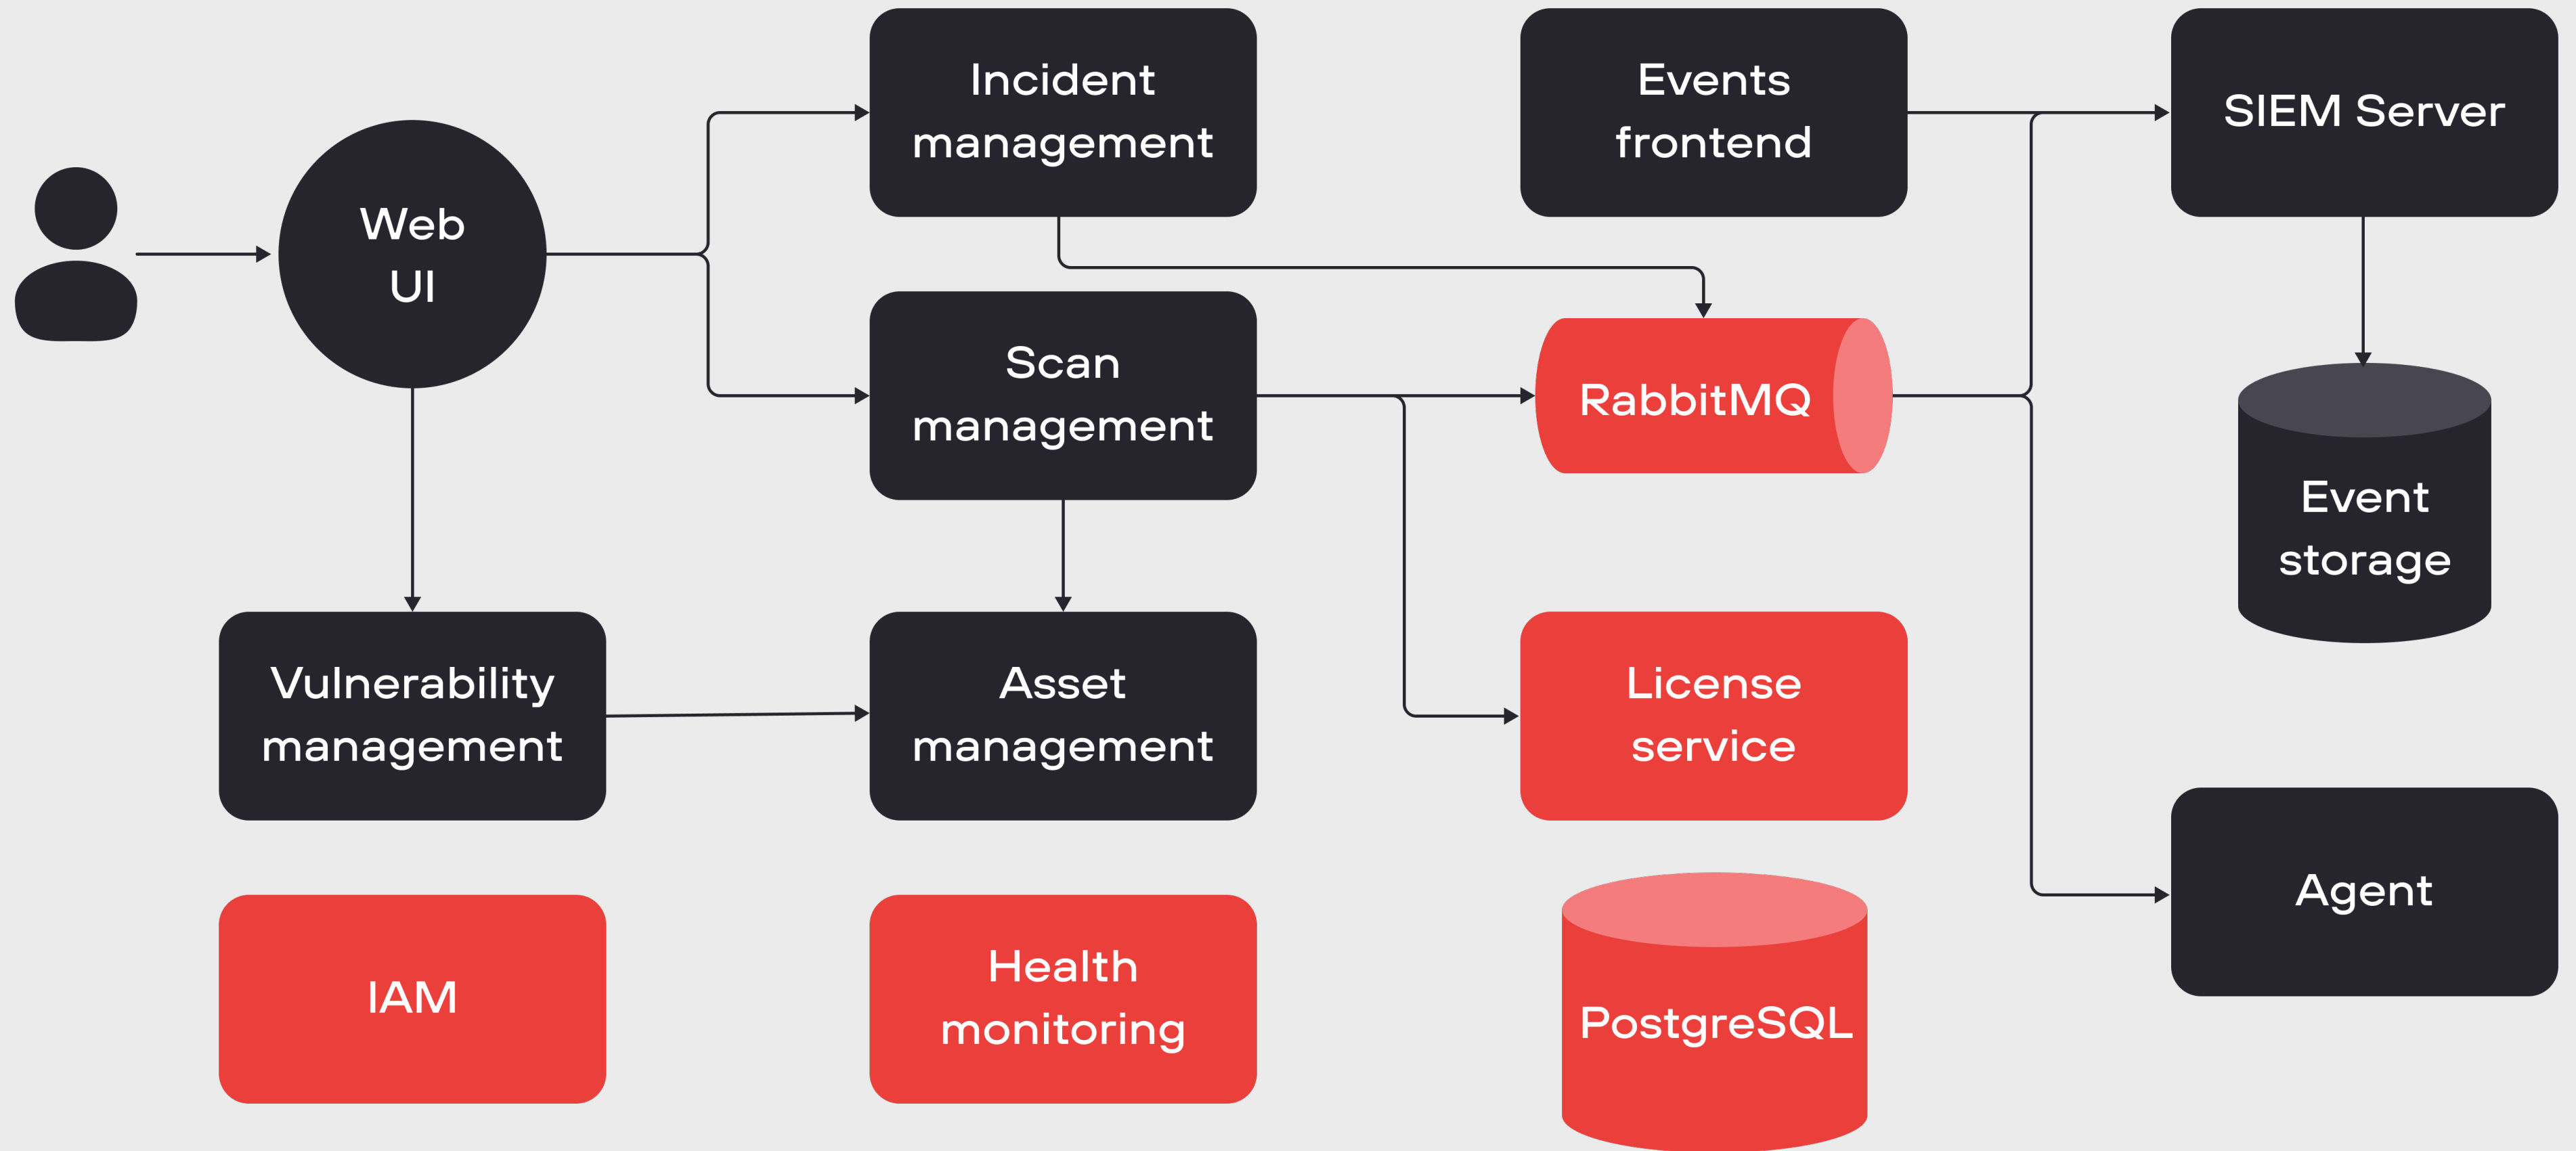 Incident
management
Events
frontend
SIEM Server
Web
UI
Scan
management
RabbitMQ
Event
storage
Vulnerability
management
Asset
management
License
service
Agent
IAM
Health
monitoring
PostgreSQL